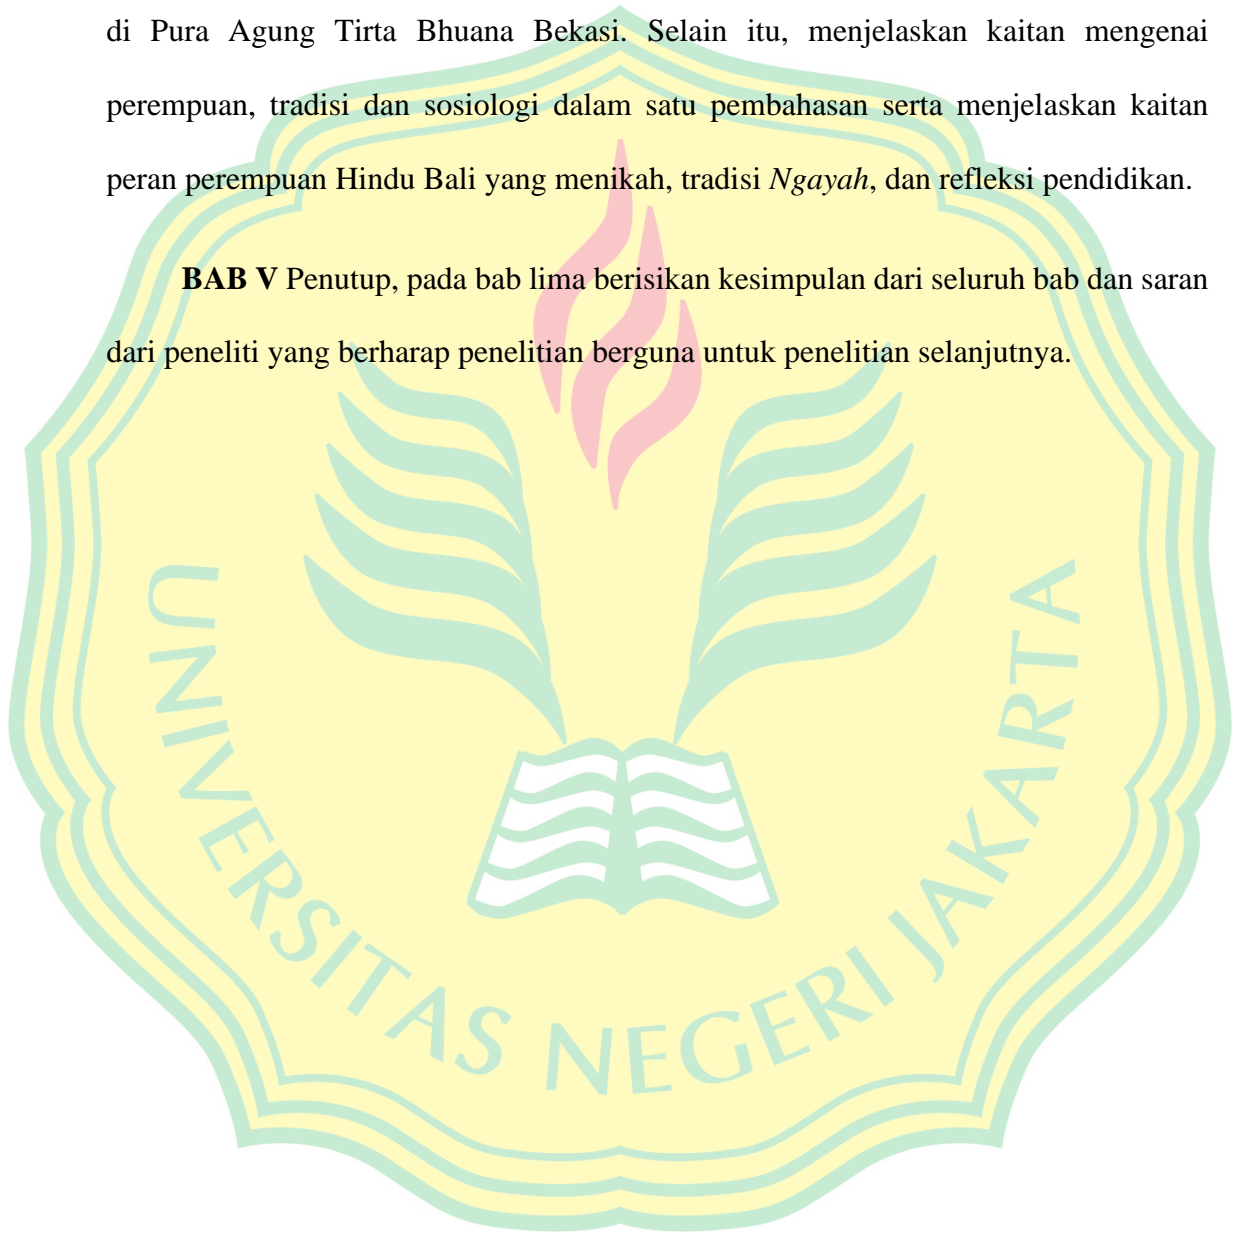 di Pura Agung Tirta Bhuana Bekasi. Selain itu, menjelaskan kaitan mengenai
perempuan, tradisi dan sosiologi dalam satu pembahasan serta menjelaskan kaitan
peran perempuan Hindu Bali yang menikah, tradisi Ngayah, dan refleksi pendidikan.
BAB V Penutup, pada bab lima berisikan kesimpulan dari seluruh bab dan saran
dari peneliti yang berharap penelitian berguna untuk penelitian selanjutnya.
UNIVERSITAS NEGERI JAKARTA